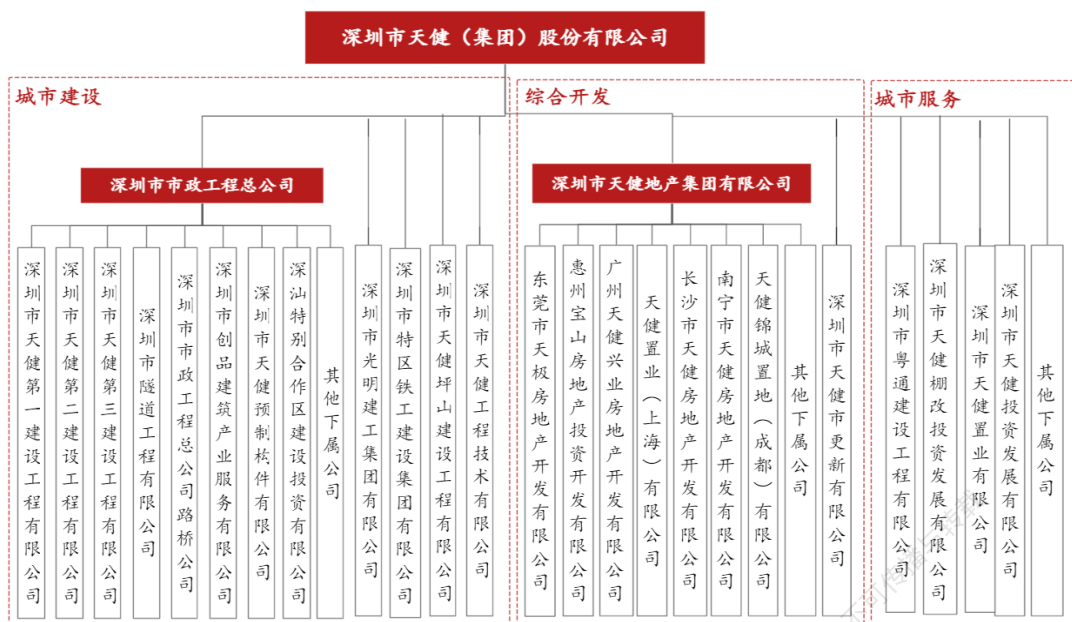 深圳市天健（集团）股份有限公司
城市建设
综合开发
城市服务
深圳市市政工程总公司
深圳市天健地产集团有限公司
深圳市天健第一建设工程有限公司
深圳市天健第二建设工程有限公司
深圳市天健第三建设工程有限公司
深圳市隧道工程有限公司
深圳市市政工程总公司路桥公司
深圳市创品建筑产业服务有限公司
深圳市天健预制构件有限公司
深汕特别合作区建设投资有限公司
其他下属公司
深圳市光明建工集团有限公司
深圳市特区铁工建设集团有限公司
深圳市天健坪山建设工程有限公司
深圳市天健工程技术有限公司
东莞市天极房地产开发有限公司
惠州宝山房地产投资开发有限公司
广州天健兴业房地产开发有限公司
天健置业（上海）有限公司
长沙市天健房地产开发有限公司
南宁市天健房地产开发有限公司
天健锦城置地（成都）有限公司
其他下属公司
深圳市天健市更新有限公司
深圳市粤通建设工程有限公司
深圳市天健棚改投资发展有限公司
深圳市天健置业有限公司
深圳市天健投资发展有限公司
其他下属公司
不可传播与转载